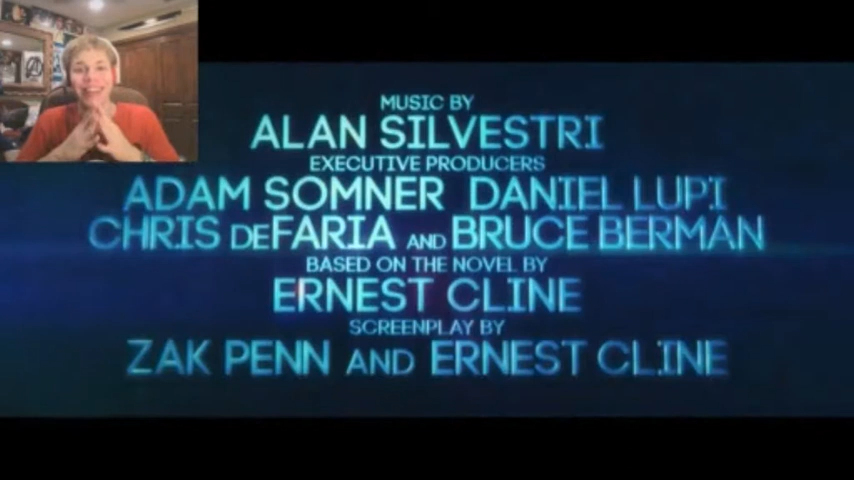 MUSIC BY
ALAN SILVESTRI
EXECUTIVE PRODUCERS
ADAM SOMNER DANIEL LUPI
CHRIS DEFARIA AND BRUCE BERMAN
BASED ON THE NOVEL BY
ERNEST CLINE
SCREENPLAY BY
ZAK PENN AND ERNEST CLINE